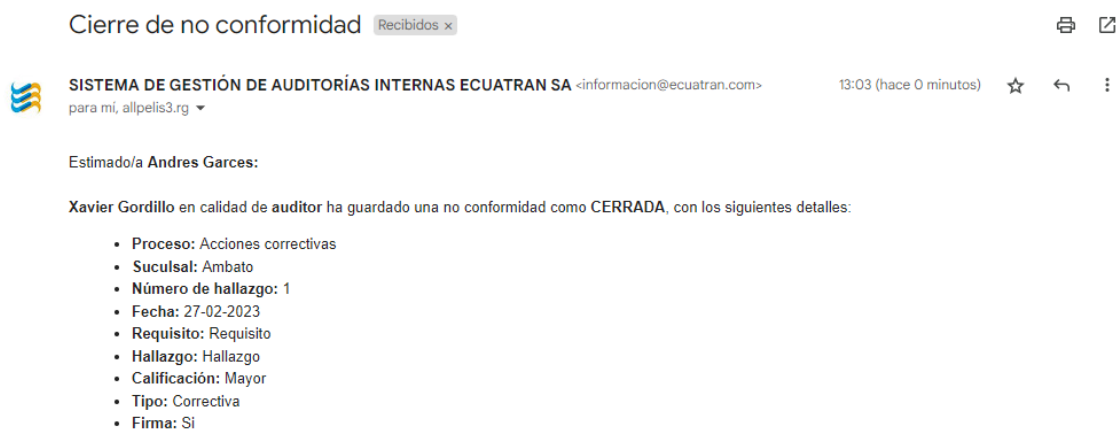 Cierre de no conformidad Recibidos x
SISTEMA DE GESTIÓN DE AUDITORÍAS INTERNAS ECUATRAN SA <informacion@ecuatran.com> 13:03 (hace 0 minutos)
para mí, allpelis3.rg
Estimado/a Andres Garces:
Xavier Gordillo en calidad de auditor ha guardado una no conformidad como CERRADA, con los siguientes detalles:
• Proceso: Acciones correctivas
• Suculsal: Ambato
• Número de hallazgo: 1
• Fecha: 27-02-2023
• Requisito: Requisito
• Hallazgo: Hallazgo
• Calificación: Mayor
• Tipo: Correctiva
• Firma: Si